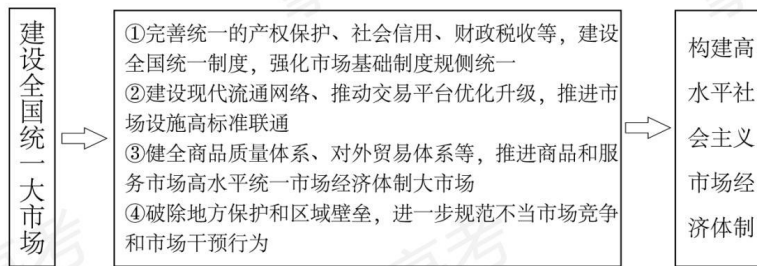 建设全国统一大市场
①完善统一的产权保护、社会信用、财政税收等，建设
全国统一制度，强化市场基础制度规侧统一
②建设现代流通网络、推动交易平台优化升级，推进市
场设施高标准联通
③健全商品质量体系、对外贸易体系等，推进商品和服
务市场高水平统一市场经济体制大市场
④破除地方保护和区域壁垒，进一步规范不当市场竞争
和市场干预行为
构建高
水平社
会主义
市场经
济体制